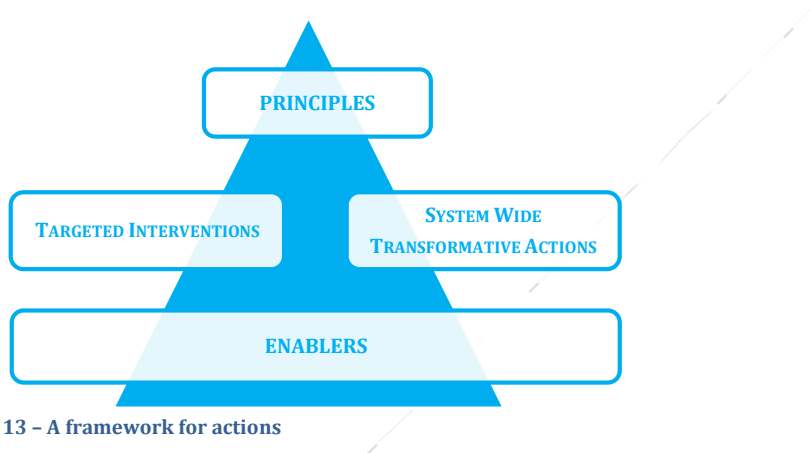 PRINCIPLES
TARGETED INTERVENTIONS
SYSTEM WIDE
TRANSFORMATIVE ACTIONS
ENABLERS
13 – A framework for actions